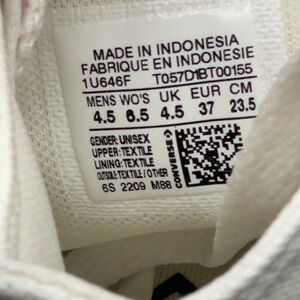 MADE IN INDONESIA
FABRIQUE EN INDONESIE
1U646F T057D1BT00155
MENS WO'S UK EUR CM
4.5 6.5 4.5 37 23.5
GENDER: UNISEX
UPPER: TEXTILE
LINING: TEXTILE
OUTSOLE: TEXTILE / OTHER
6S 2209 M88
CONVERSE